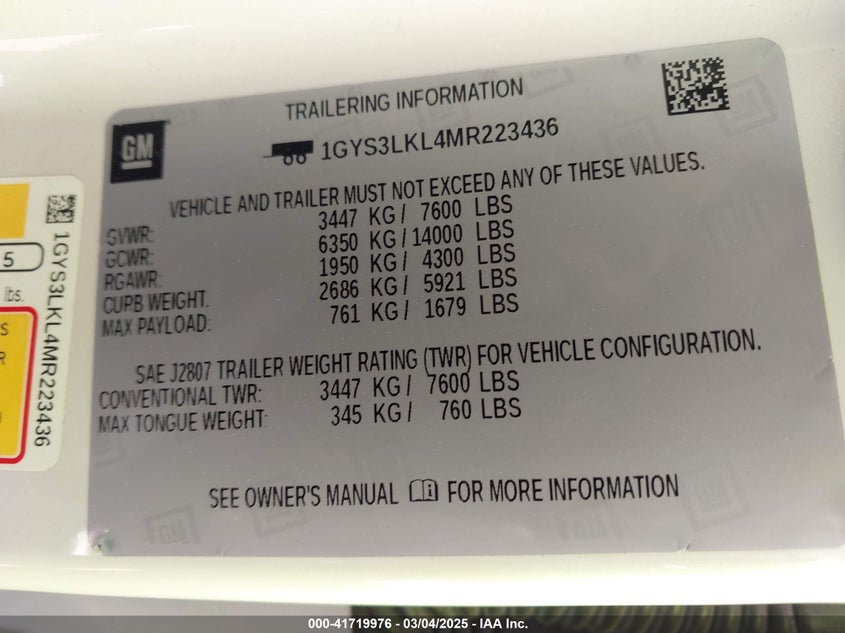 TRAILERING INFORMATION
GM
1GYS3LKL4MR223436
VEHICLE AND TRAILER MUST NOT EXCEED ANY OF THESE VALUES.
GVWR: 3447 KG/ 7600 LBS
GCWR: 6350 KG/14000 LBS
RGAWR: 1950 KG/ 4300 LBS
CURB WEIGHT: 2686 KG/ 5921 LBS
MAX PAYLOAD: 761 KG/ 1679 LBS
SAE J2807 TRAILER WEIGHT RATING (TWR) FOR VEHICLE CONFIGURATION.
CONVENTIONAL TWR: 3447 KG/ 7600 LBS
MAX TONGUE WEIGHT: 345 KG/ 760 LBS
SEE OWNER'S MANUAL FOR MORE INFORMATION
5
lbs.
1GYS3LKL4MR223436
000-41719976 - 03/04/2025 - IAA Inc.